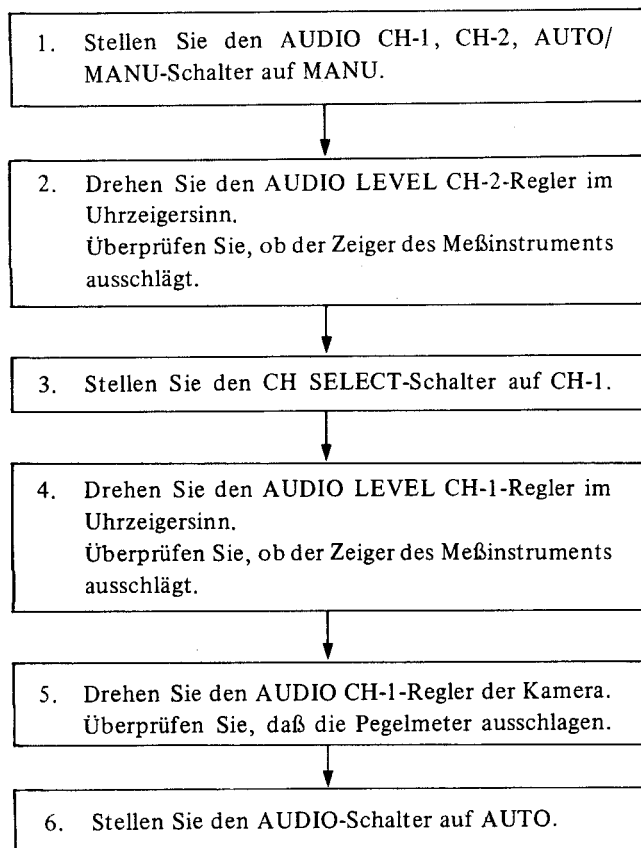 1. Stellen Sie den AUDIO CH-1, CH-2, AUTO/
MANU-Schalter auf MANU.
2. Drehen Sie den AUDIO LEVEL CH-2-Regler im
Uhrzeigersinn.
Überprüfen Sie, ob der Zeiger des Meßinstruments
ausschlägt.
3. Stellen Sie den CH SELECT-Schalter auf CH-1.
4. Drehen Sie den AUDIO LEVEL CH-1-Regler im
Uhrzeigersinn.
Überprüfen Sie, ob der Zeiger des Meßinstruments
ausschlägt.
5. Drehen Sie den AUDIO CH-1-Regler der Kamera.
Überprüfen Sie, daß die Pegelmeter ausschlagen.
6. Stellen Sie den AUDIO-Schalter auf AUTO.